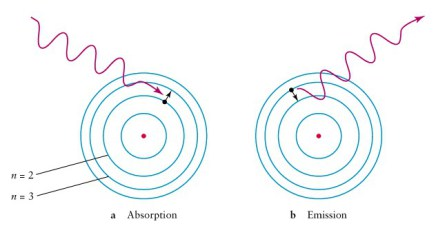 n = 2
n = 3
a Absorption
b Emission